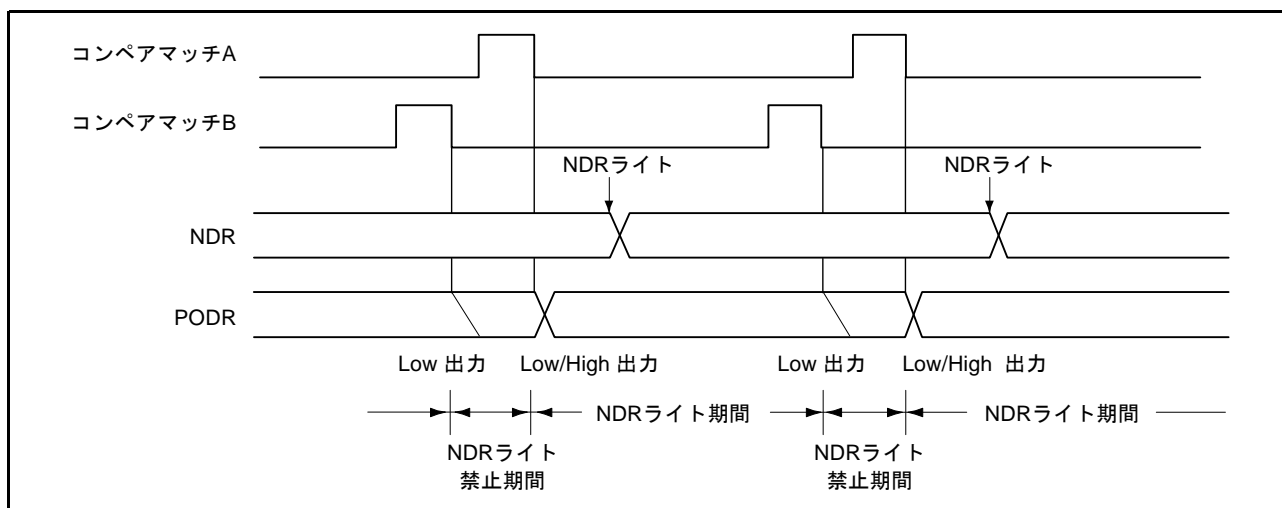 コンペアマッチA
コンペアマッチB
NDRライト NDRライト
NDR
PODR
Low 出力 Low/High 出力 Low 出力 Low/High 出力
NDRライト期間 NDRライト期間
NDRライト NDRライト
禁止期間 禁止期間